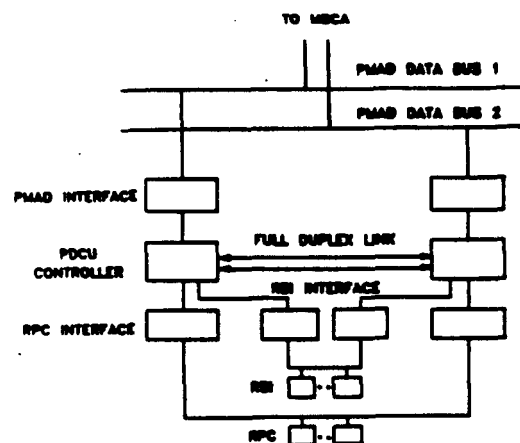 TO MBCA
PMAD DATA BUS 1
PMAD DATA BUS 2
PMAD INTERFACE
FULL DUPLEX LINK
PDCU
CONTROLLER
RBI INTERFACE
RPC INTERFACE
RBI
RPC